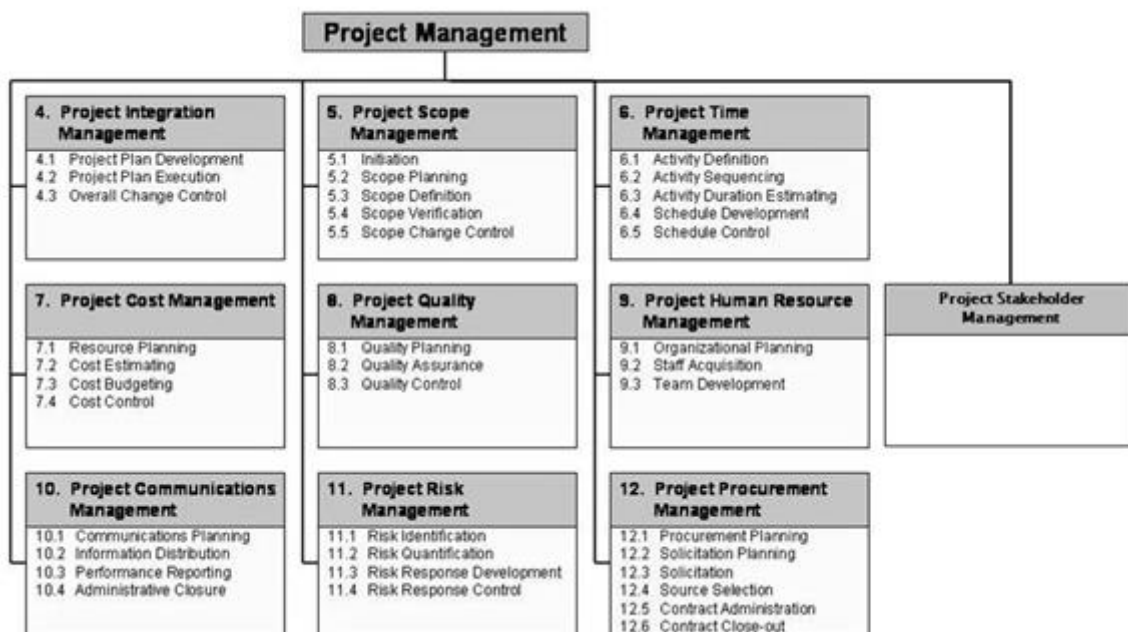 Project Management
4. Project Integration
Management
4.1 Project Plan Development
4.2 Project Plan Execution
4.3 Overall Change Control
5. Project Scope
Management
5.1 Initiation
5.2 Scope Planning
5.3 Scope Definition
5.4 Scope Verification
5.5 Scope Change Control
6. Project Time
Management
6.1 Activity Definition
6.2 Activity Sequencing
6.3 Activity Duration Estimating
6.4 Schedule Development
6.5 Schedule Control
7. Project Cost Management
7.1 Resource Planning
7.2 Cost Estimating
7.3 Cost Budgeting
7.4 Cost Control
8. Project Quality
Management
8.1 Quality Planning
8.2 Quality Assurance
8.3 Quality Control
9. Project Human Resource
Management
9.1 Organizational Planning
9.2 Staff Acquisition
9.3 Team Development
Project Stakeholder
Management
10. Project Communications
Management
10.1 Communications Planning
10.2 Information Distribution
10.3 Performance Reporting
10.4 Administrative Closure
11. Project Risk
Management
11.1 Risk Identification
11.2 Risk Quantification
11.3 Risk Response Development
11.4 Risk Response Control
12. Project Procurement
Management
12.1 Procurement Planning
12.2 Solicitation Planning
12.3 Solicitation
12.4 Source Selection
12.5 Contract Administration
12.6 Contract Close-out